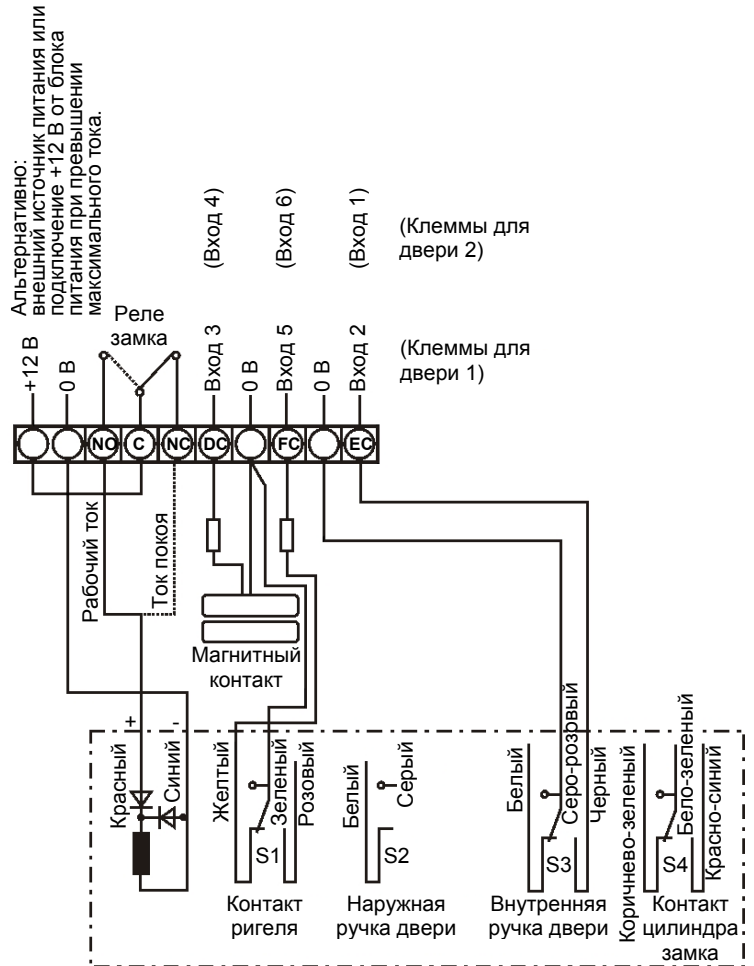 Альтернативно:
внешний источник питания или
подключение +12 В от блока
питания при превышении
максимального тока.
(Вход 4)
(Вход 6)
(Вход 1)
(Клеммы для
двери 2)
+12 В
0 В
Реле
замка
Вход 3
0 В
Вход 5
0 В
Вход 2
(Клеммы для
двери 1)
NO
C
NC
DC
FC
EC
Рабочий ток
Ток покоя
Магнитный
контакт
+
-
Красный
Синий
Желтый
Зеленый
Розовый
Белый
Серый
Белый
Серо-розовый
Черный
Коричнево-зеленый
Бело-зеленый
Красно-синий
S1
S2
S3
S4
Контакт
ригеля
Наружная
ручка двери
Внутренняя
ручка двери
Контакт
цилиндра
замка